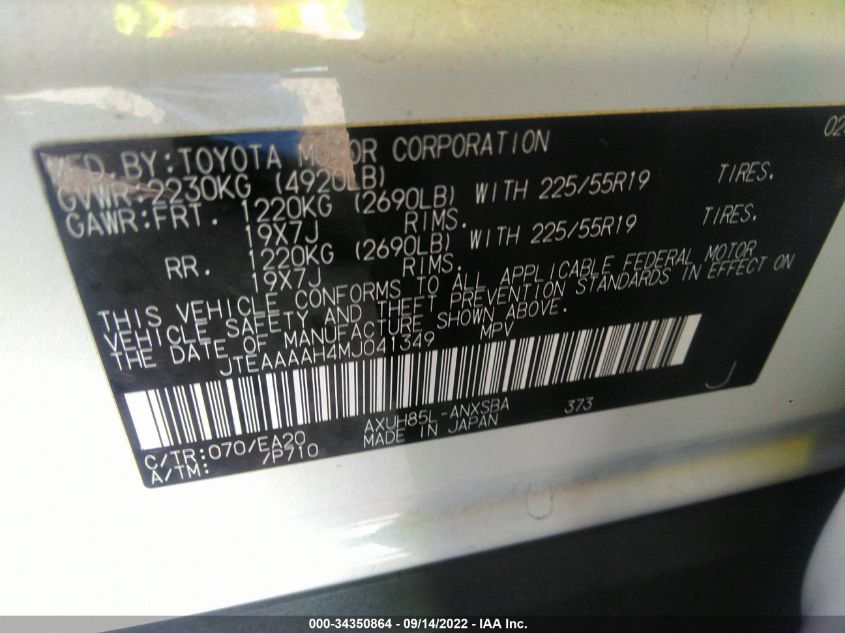 MFD. BY: TOYOTA MOTOR CORPORATION
GVWR: 2230KG (4920LB)
GAWR: FRT. 1220KG (2690LB) WITH 225/55R19 TIRES.
19X7J RIMS.
RR. 1220KG (2690LB) WITH 225/55R19 TIRES.
19X7J RIMS.
THIS VEHICLE CONFORMS TO ALL APPLICABLE FEDERAL MOTOR
VEHICLE SAFETY AND THEFT PREVENTION STANDARDS IN EFFECT ON
THE DATE OF MANUFACTURE SHOWN ABOVE.
JTEAAAAH4MJ041349 MPV
AXUH85L-ANXSBA 373
C/TR: 070/EA20 MADE IN JAPAN J
A/TM: /P710
000-34350864 - 09/14/2022 - IAA Inc.